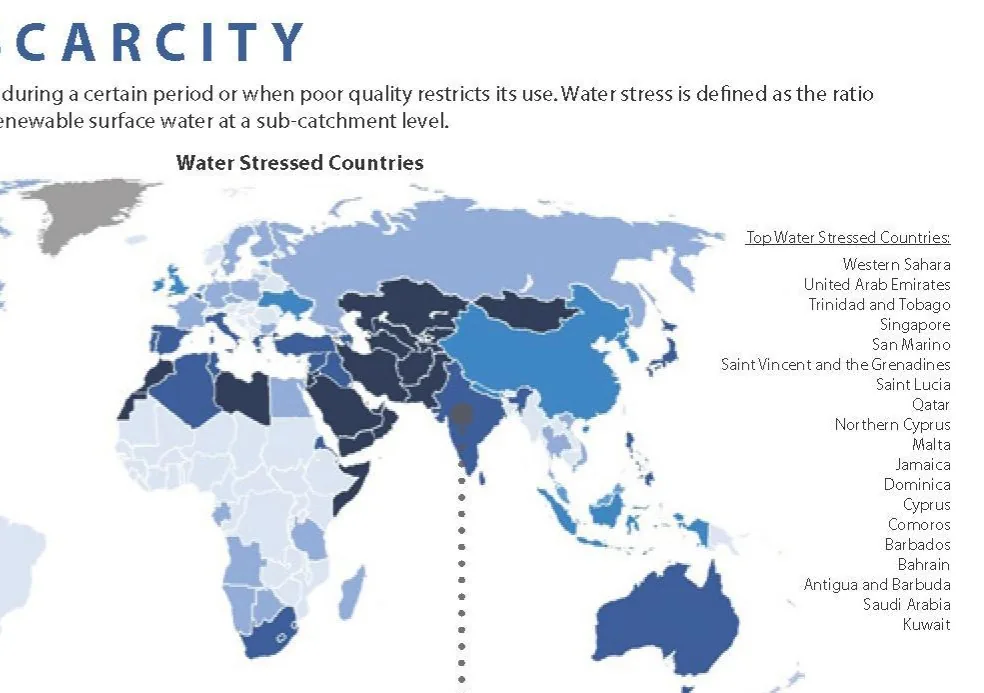 SCARCITY
during a certain period or when poor quality restricts its use. Water stress is defined as the ratio
enewable surface water at a sub-catchment level.
Water Stressed Countries
Top Water Stressed Countries:
Western Sahara
United Arab Emirates
Trinidad and Tobago
Singapore
San Marino
Saint Vincent and the Grenadines
Saint Lucia
Qatar
Northern Cyprus
Malta
Jamaica
Dominica
Cyprus
Comoros
Barbados
Bahrain
Antigua and Barbuda
Saudi Arabia
Kuwait